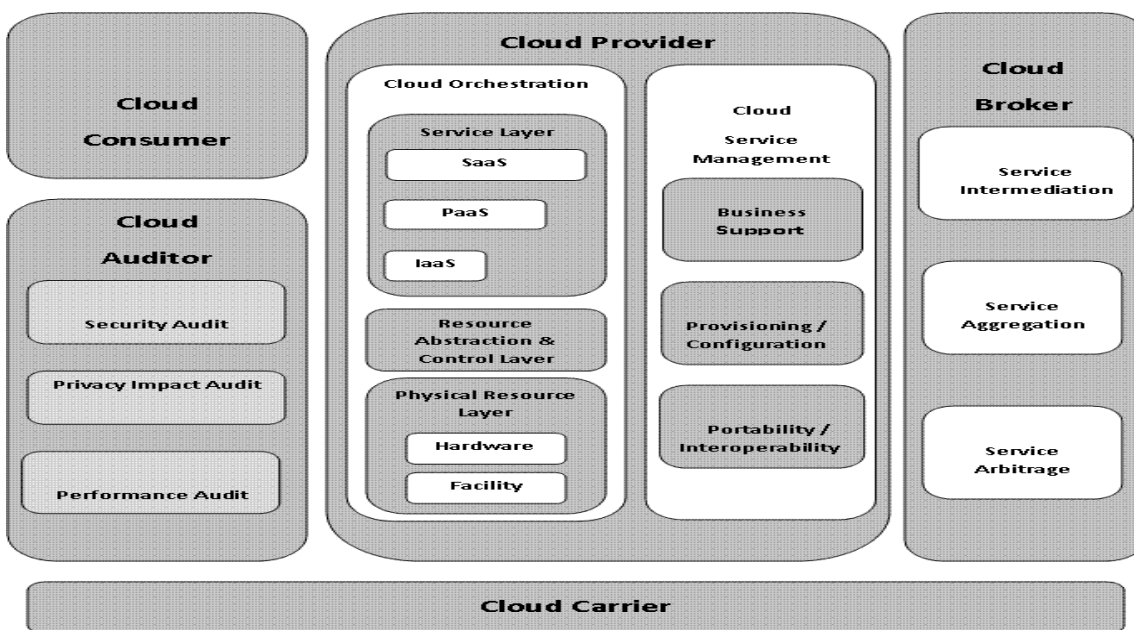 Cloud
Consumer
Cloud
Auditor
Security Audit
Privacy Impact Audit
Performance Audit
Cloud Provider
Cloud Orchestration
Service Layer
SaaS
PaaS
IaaS
Resource
Abstraction &
Control Layer
Physical Resource
Layer
Hardware
Facility
Cloud
Service
Management
Business
Support
Provisioning /
Configuration
Portability /
Interoperability
Cloud
Broker
Service
Intermediation
Service
Aggregation
Service
Arbitrage
Cloud Carrier